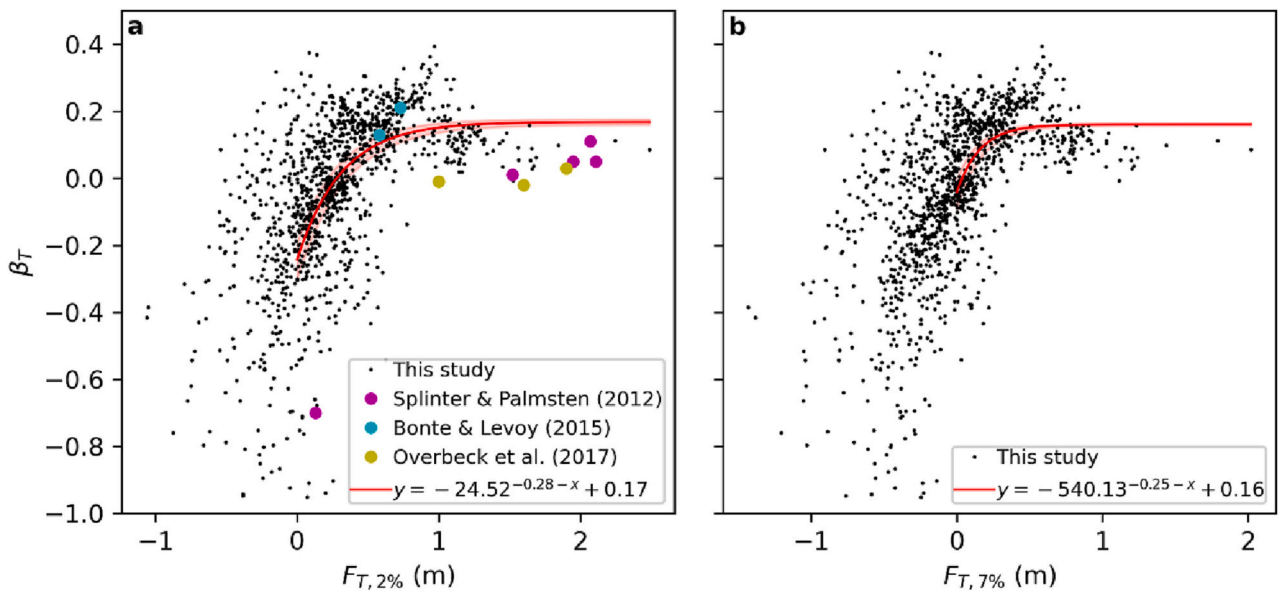 a
b
0.4
0.2
0.0
−0.2
−0.4
−0.6
−0.8
−1.0
β_T
This study
Splinter & Palmsten (2012)
Bonte & Levoy (2015)
Overbeck et al. (2017)
y = −24.52^{−0.28−x} + 0.17
This study
y = −540.13^{−0.25−x} + 0.16
−1 0 1 2
−1 0 1 2
F_{T, 2%} (m)
F_{T, 7%} (m)